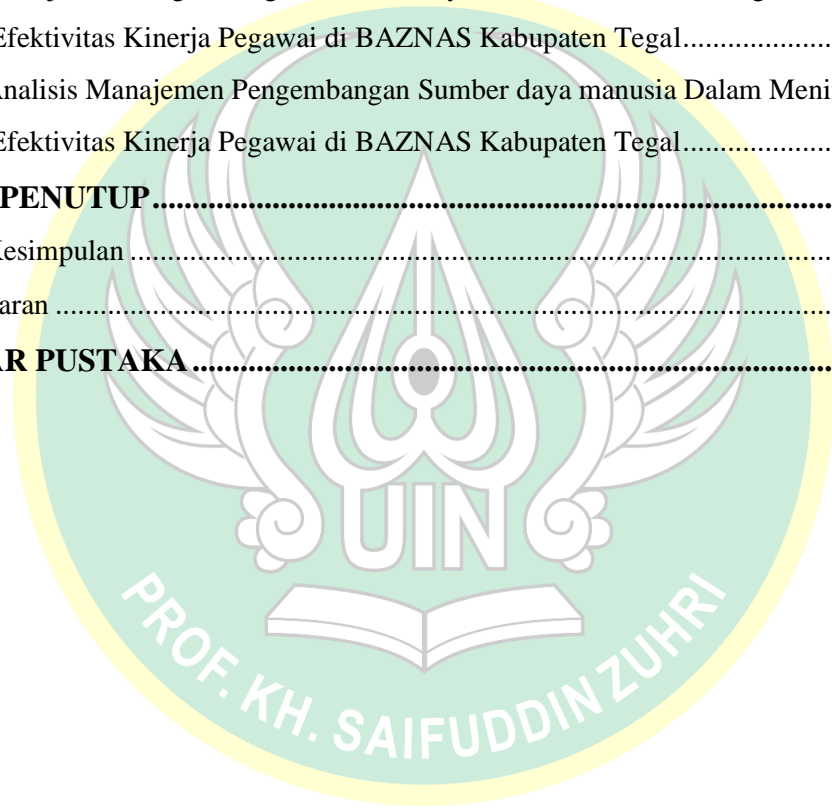 Efektivitas Kinerja Pegawai di BAZNAS Kabupaten Tegal....................
Analisis Manajemen Pengembangan Sumber daya manusia Dalam Meni
Efektivitas Kinerja Pegawai di BAZNAS Kabupaten Tegal....................
PENUTUP....................................................................................
Kesimpulan ....................................................................................
aran ....................................................................................
AR PUSTAKA ....................................................................................
UIN
PROF. KH. SAIFUDDIN ZUHRI